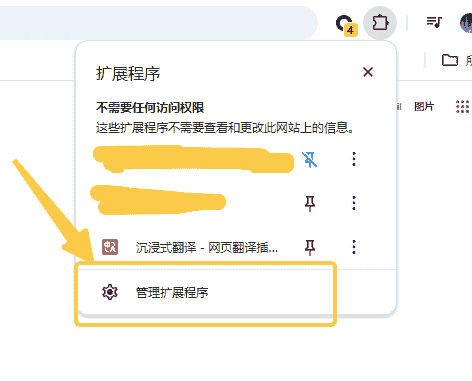 4
所
扩展程序
不需要任何访问权限
这些扩展程序不需要查看和更改此网站上的信息。
图片
沉浸式翻译 - 网页翻译插...
管理扩展程序